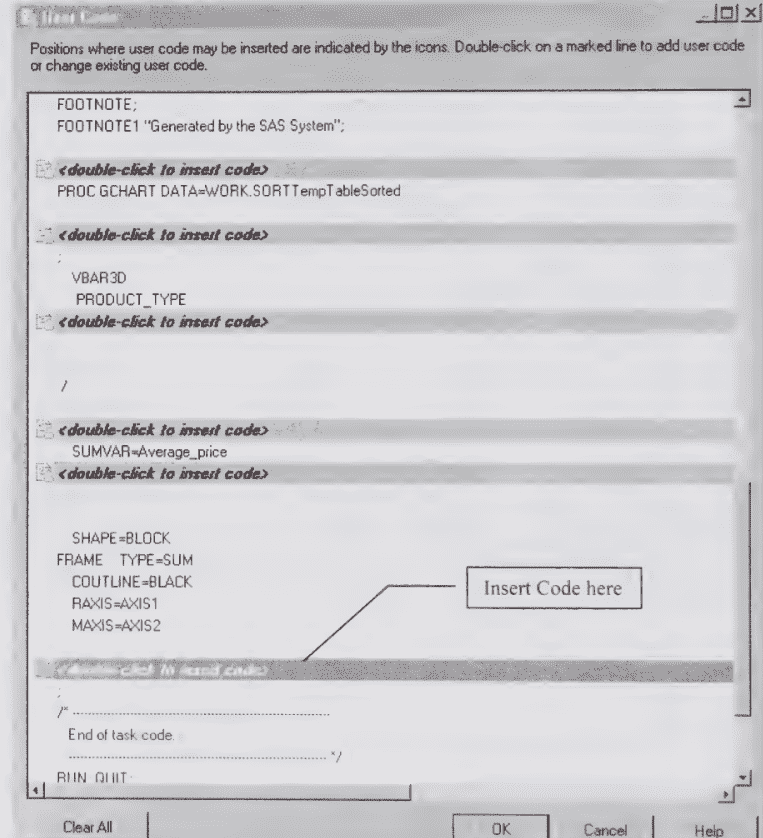 User Code
Positions where user code may be inserted are indicated by the icons. Double-click on a marked line to add user code
or change existing user code.
FOOTNOTE;
FOOTNOTE1 "Generated by the SAS System";
<double-click to insert code>
PROC GCHART DATA=WORK.SORTTempTableSorted
<double-click to insert code>
;
VBAR3D
PRODUCT_TYPE
<double-click to insert code>
/
<double-click to insert code>
SUMVAR=Average_price
<double-click to insert code>
SHAPE=BLOCK
FRAME TYPE=SUM
COUTLINE=BLACK
RAXIS=AXIS1
MAXIS=AXIS2
Insert Code here
<double-click to insert code>
;
/* -----------------------------------------------------------
End of task code.
----------------------------------------------------------- */
RUN; QUIT;
Clear All
OK
Cancel
Help